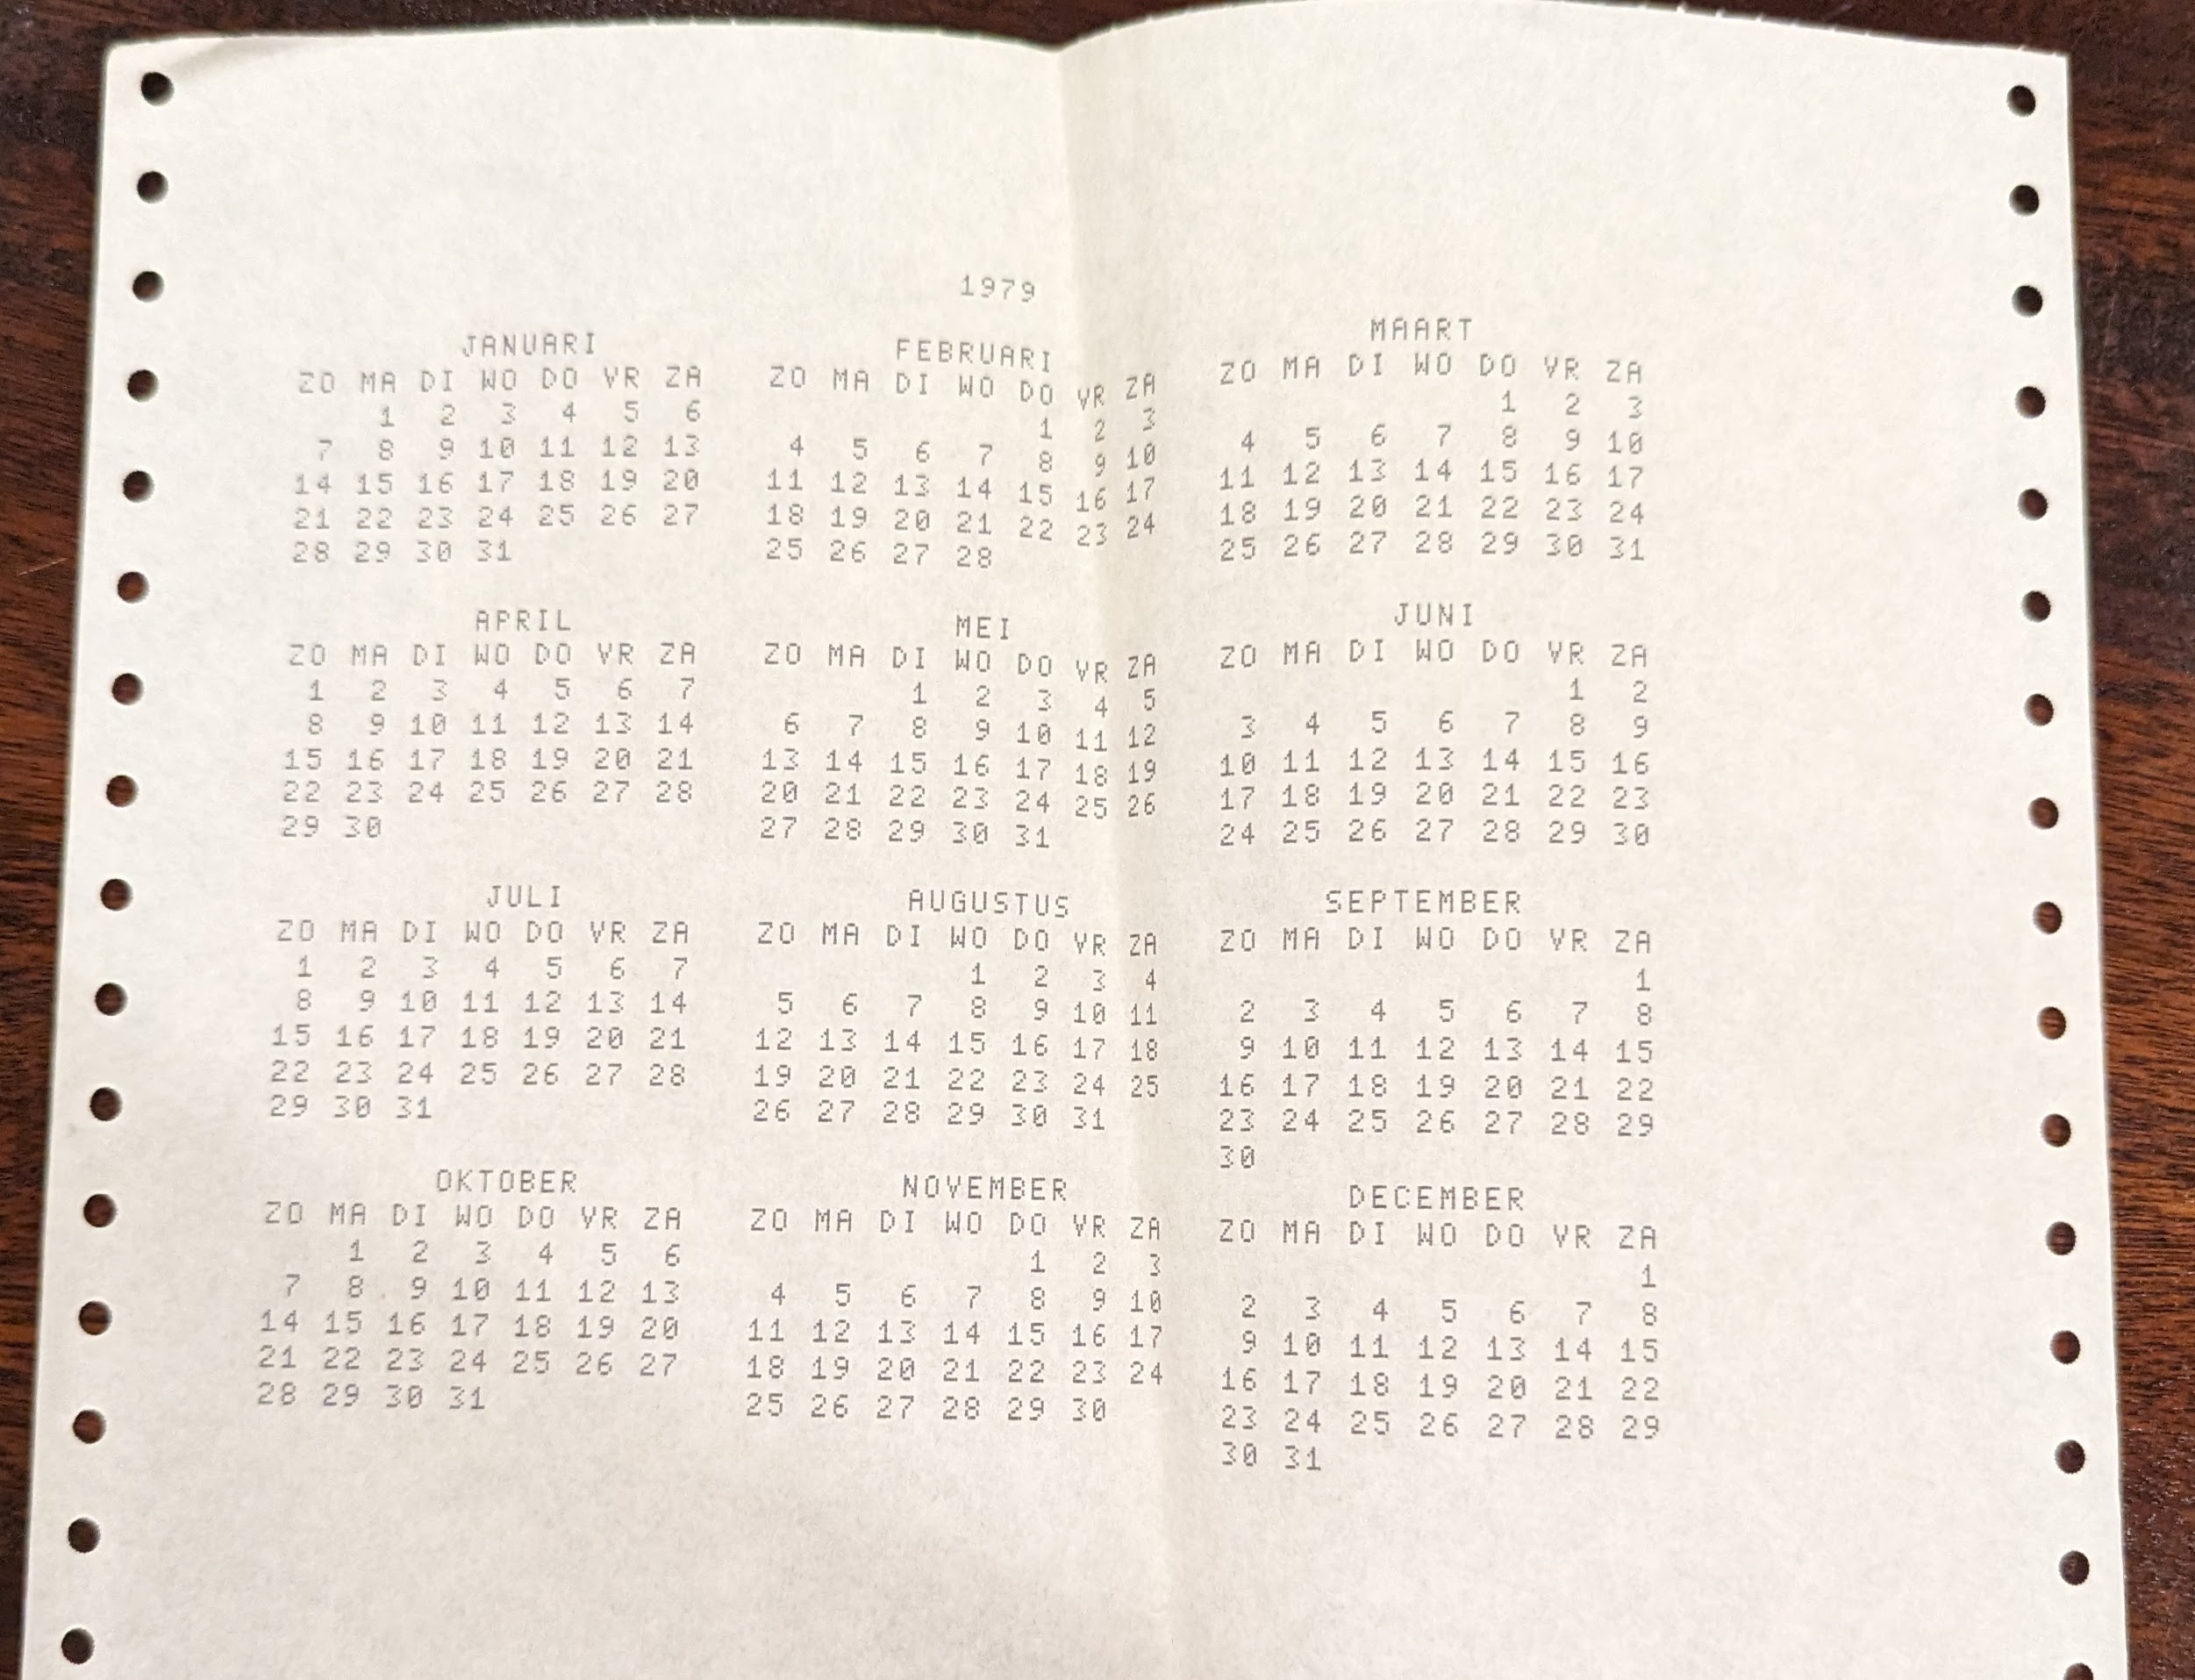 1979
JANUARI FEBRUARI MAART
ZO MA DI WO DO VR ZA ZO MA DI WO DO VR ZA ZO MA DI WO DO VR ZA
1 2 3 4 5 6 1 2 3 1 2 3
7 8 9 10 11 12 13 4 5 6 7 8 9 10 4 5 6 7 8 9 10
14 15 16 17 18 19 20 11 12 13 14 15 16 17 11 12 13 14 15 16 17
21 22 23 24 25 26 27 18 19 20 21 22 23 24 18 19 20 21 22 23 24
28 29 30 31 25 26 27 28 25 26 27 28 29 30 31
APRIL MEI JUNI
ZO MA DI WO DO VR ZA ZO MA DI WO DO VR ZA ZO MA DI WO DO VR ZA
1 2 3 4 5 6 7 1 2 3 4 5 1 2
8 9 10 11 12 13 14 6 7 8 9 10 11 12 3 4 5 6 7 8 9
15 16 17 18 19 20 21 13 14 15 16 17 18 19 10 11 12 13 14 15 16
22 23 24 25 26 27 28 20 21 22 23 24 25 26 17 18 19 20 21 22 23
29 30 27 28 29 30 31 24 25 26 27 28 29 30
JULI AUGUSTUS SEPTEMBER
ZO MA DI WO DO VR ZA ZO MA DI WO DO VR ZA ZO MA DI WO DO VR ZA
1 2 3 4 5 6 7 1 2 3 4 1
8 9 10 11 12 13 14 5 6 7 8 9 10 11 2 3 4 5 6 7 8
15 16 17 18 19 20 21 12 13 14 15 16 17 18 9 10 11 12 13 14 15
22 23 24 25 26 27 28 19 20 21 22 23 24 25 16 17 18 19 20 21 22
29 30 31 26 27 28 29 30 31 23 24 25 26 27 28 29
30
OKTOBER NOVEMBER DECEMBER
ZO MA DI WO DO VR ZA ZO MA DI WO DO VR ZA ZO MA DI WO DO VR ZA
1 2 3 4 5 6 1 2 3 1
7 8 9 10 11 12 13 4 5 6 7 8 9 10 2 3 4 5 6 7 8
14 15 16 17 18 19 20 11 12 13 14 15 16 17 9 10 11 12 13 14 15
21 22 23 24 25 26 27 18 19 20 21 22 23 24 16 17 18 19 20 21 22
28 29 30 31 25 26 27 28 29 30 23 24 25 26 27 28 29
30 31